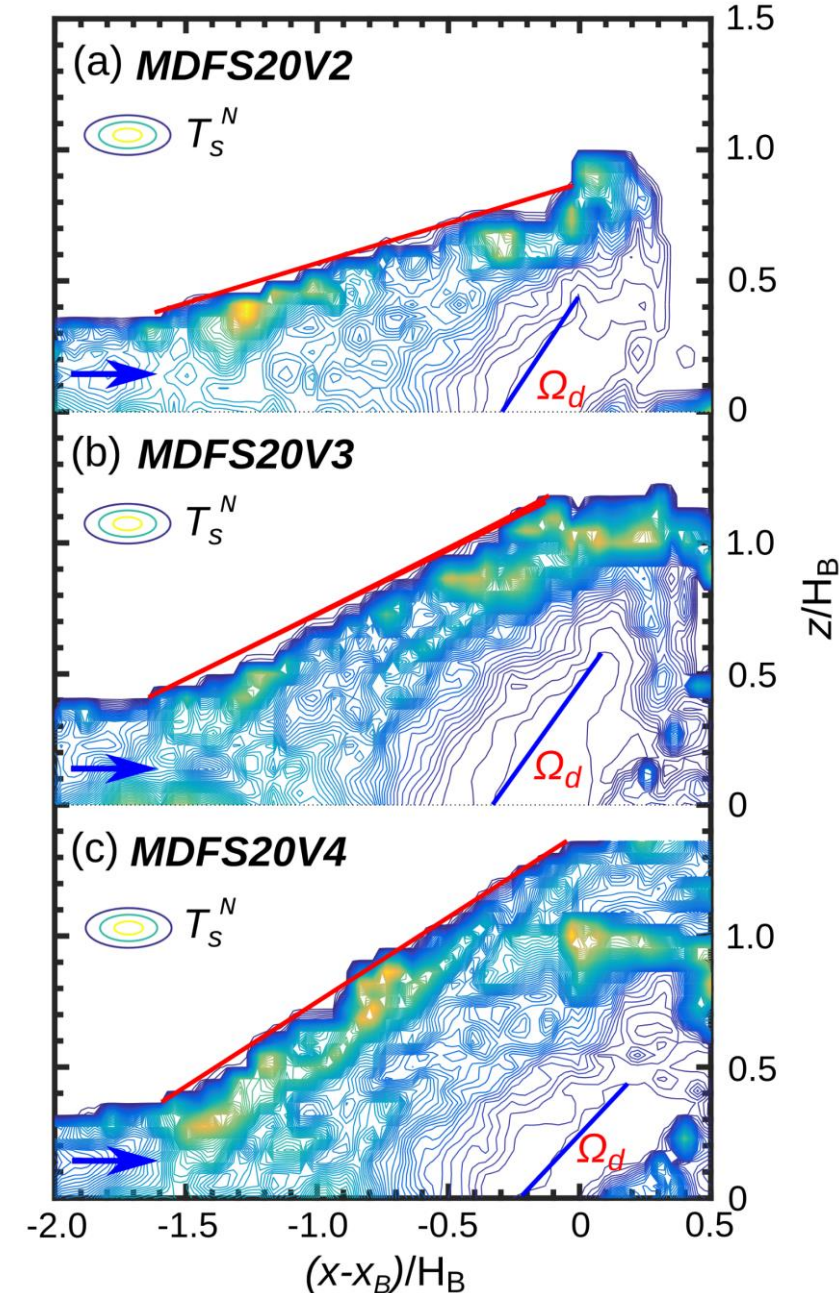 (a) MDFS20V2
T_s^N
Ω_d
1.5
1.0
0.5
0
(b) MDFS20V3
T_s^N
Ω_d
1.0
0.5
0
z/H_B
(c) MDFS20V4
T_s^N
Ω_d
1.0
0.5
0
-2.0 -1.5 -1.0 -0.5 0 0.5
(x-x_B)/H_B